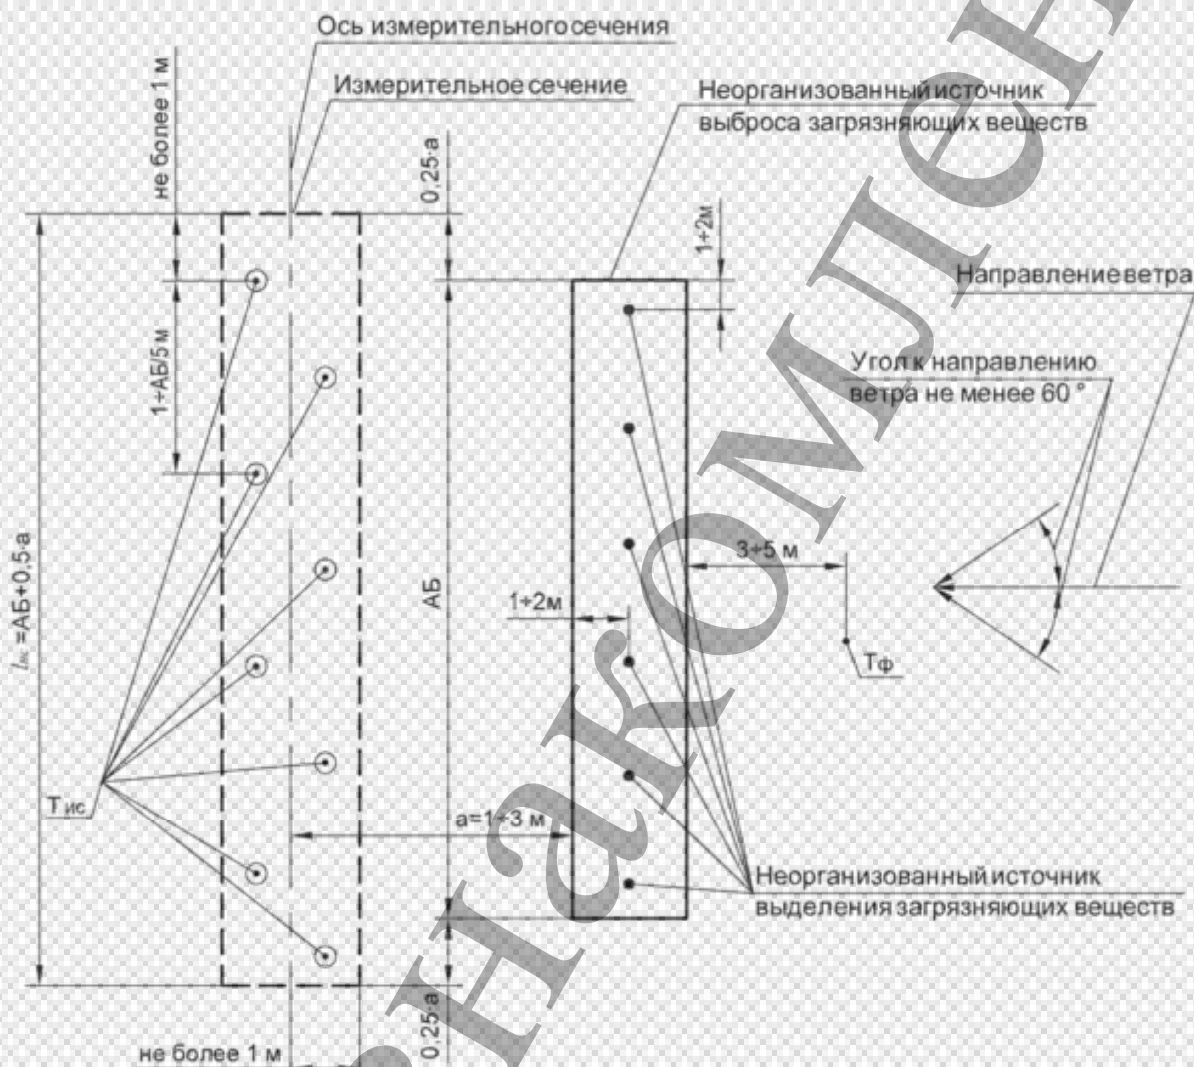 Ось измерительного сечения
Измерительное сечение
не более 1 м
Неорганизованный источник
выброса загрязняющих веществ
0,25·а
1÷2м
Направление ветра
1÷АБ/5 м
Угол к направлению
ветра не менее 60 °
=АБ+0,5·а
АБ
3÷5 м
1÷2м
Тф
Тис
а=1÷3 м
Неорганизованный источник
выделения загрязняющих веществ
0,25·а
не более 1 м